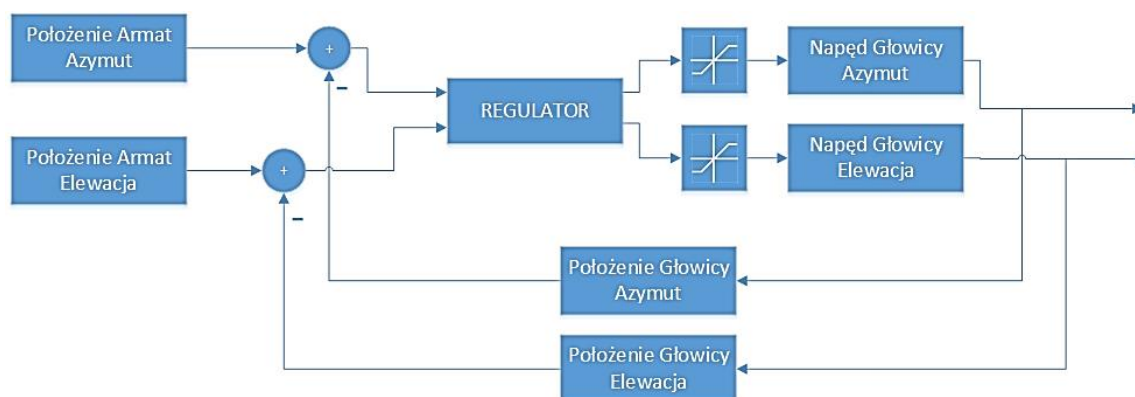 Położenie Armat
Azymut
+
−
REGULATOR
Napęd Głowicy
Azymut
Położenie Armat
Elewacja
+
−
Napęd Głowicy
Elewacja
Położenie Głowicy
Azymut
Położenie Głowicy
Elewacja